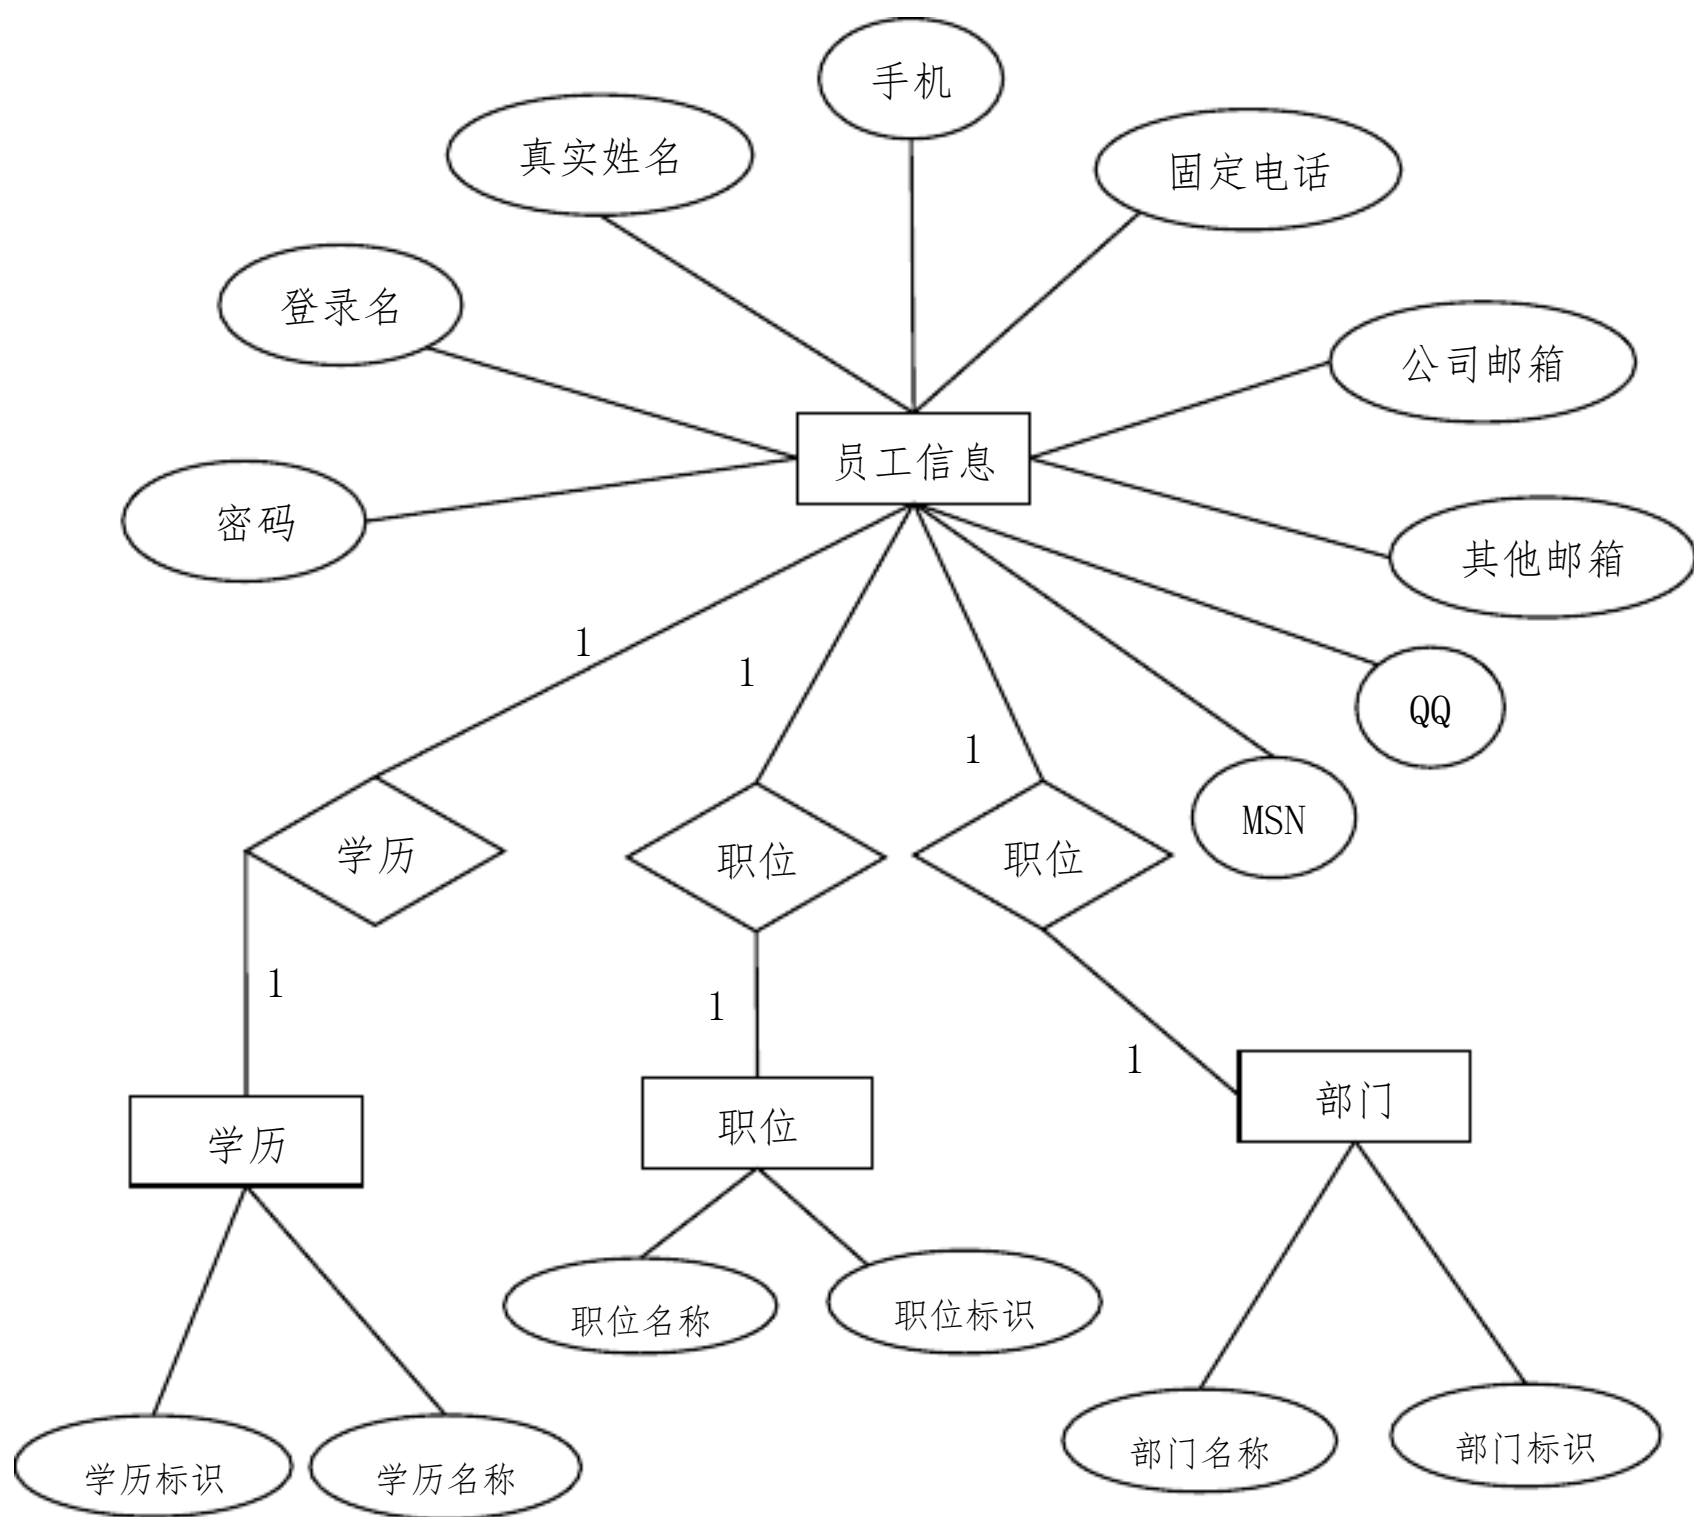 手机
真实姓名
固定电话
登录名
公司邮箱
员工信息
密码
其他邮箱
1
1
QQ
1
MSN
学历
职位
职位
1
1
1
部门
职位
学历
职位名称
职位标识
部门名称
部门标识
学历标识
学历名称